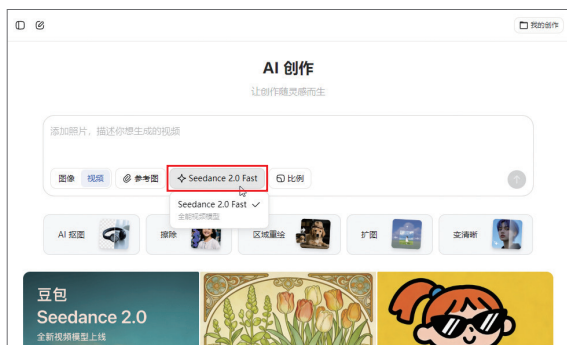 我的创作
AI 创作
让创作随灵感而生
添加照片，描述你想生成的视频
图像 视频 参考图 Seedance 2.0 Fast 比例
Seedance 2.0 Fast
全能视频模型
AI 抠图 擦除 区域重绘 扩图 变清晰
豆包
Seedance 2.0
全新视频模型上线